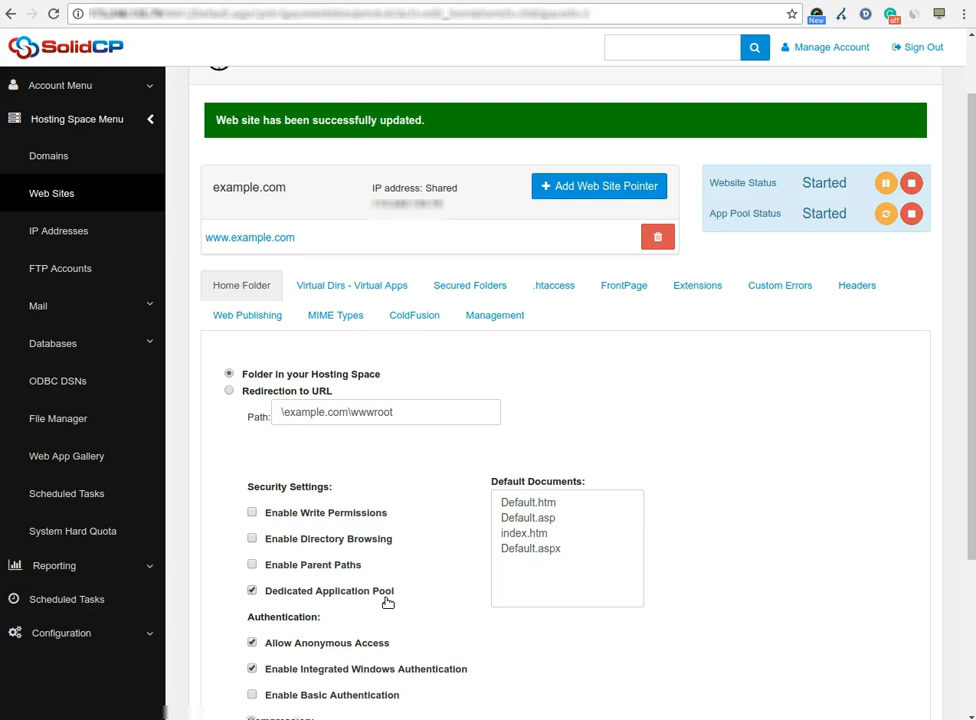 New
off
SolidCP
Manage Account
Sign Out
Account Menu
Hosting Space Menu
Domains
Web Sites
IP Addresses
FTP Accounts
Mail
Databases
ODBC DSNs
File Manager
Web App Gallery
Scheduled Tasks
System Hard Quota
Reporting
Scheduled Tasks
Configuration
Web site has been successfully updated.
example.com
IP address: Shared
+ Add Web Site Pointer
www.example.com
Website Status Started
App Pool Status Started
Home Folder Virtual Dirs - Virtual Apps Secured Folders .htaccess FrontPage Extensions Custom Errors Headers
Web Publishing MIME Types ColdFusion Management
Folder in your Hosting Space
Redirection to URL
Path: \example.com\wwwroot
Security Settings:
Enable Write Permissions
Enable Directory Browsing
Enable Parent Paths
Dedicated Application Pool
Authentication:
Allow Anonymous Access
Enable Integrated Windows Authentication
Enable Basic Authentication
Default Documents:
Default.htm
Default.asp
index.htm
Default.aspx